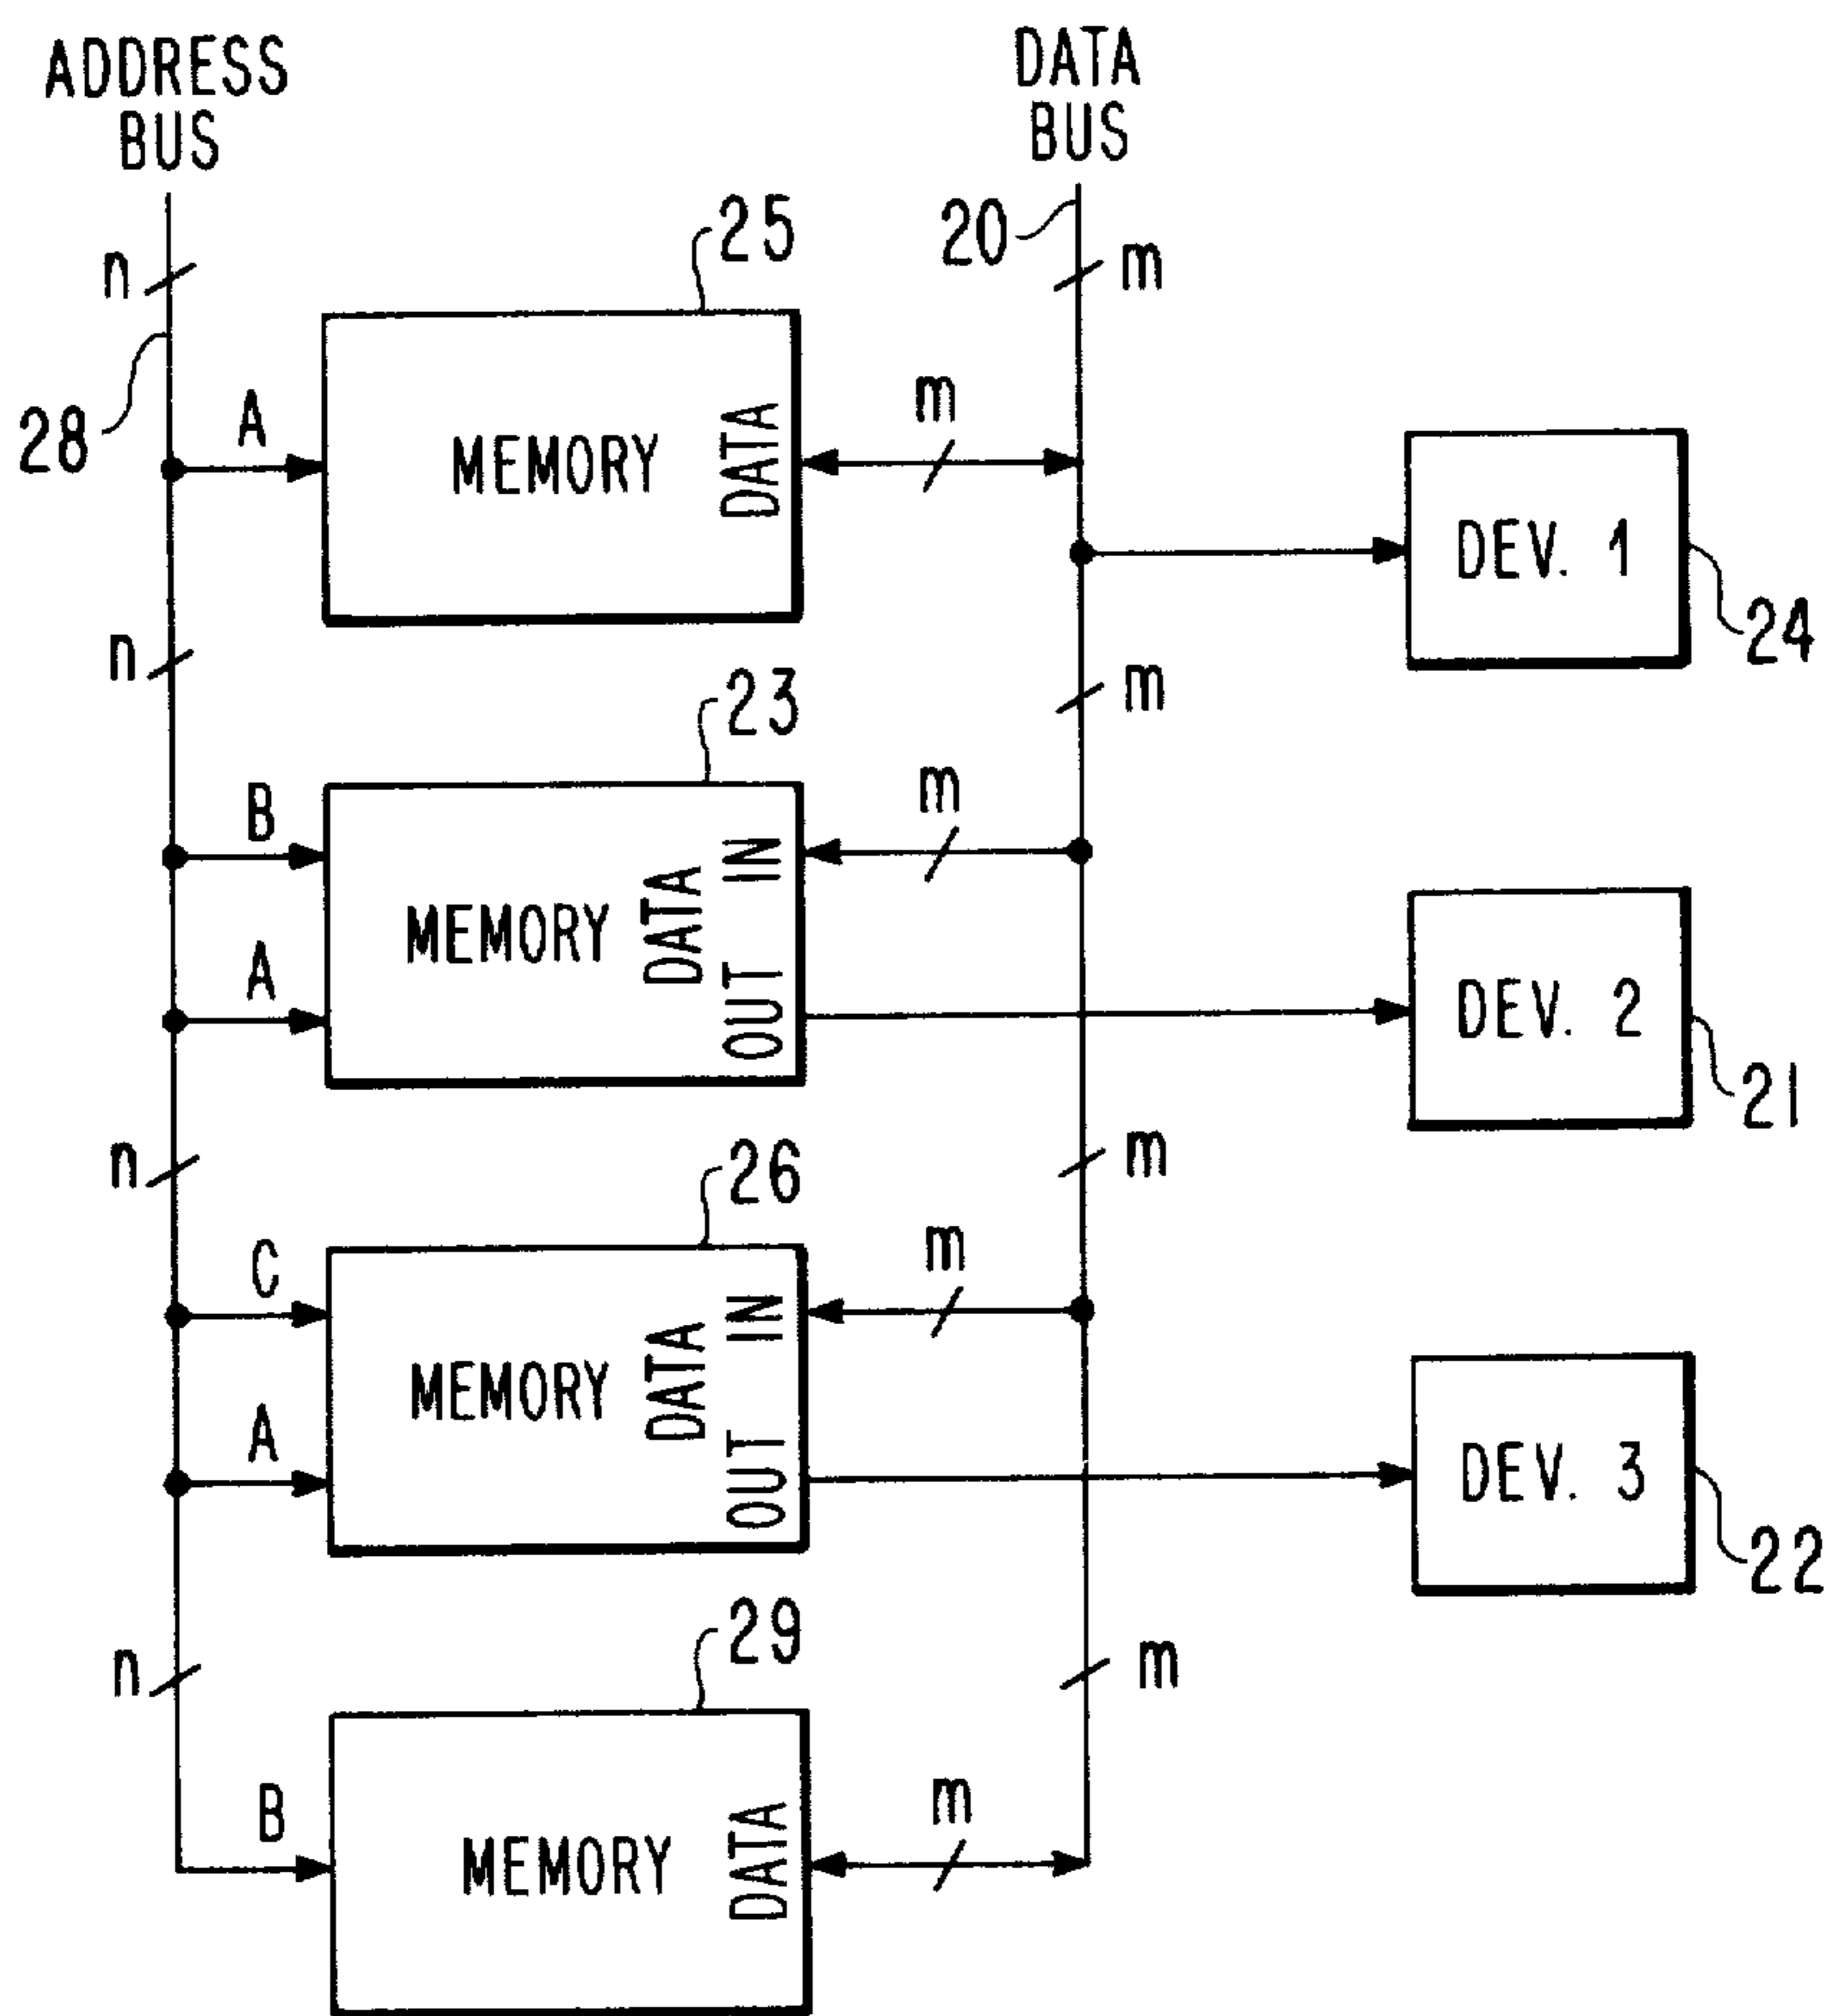 ADDRESS
BUS
DATA
BUS
n
28
25
20
m
A
MEMORY
DATA
m
DEV. 1
24
n
23
m
B
A
MEMORY
DATA
IN
OUT
m
DEV. 2
21
n
26
m
C
A
MEMORY
DATA
IN
OUT
m
DEV. 3
22
n
29
m
B
MEMORY
DATA
m